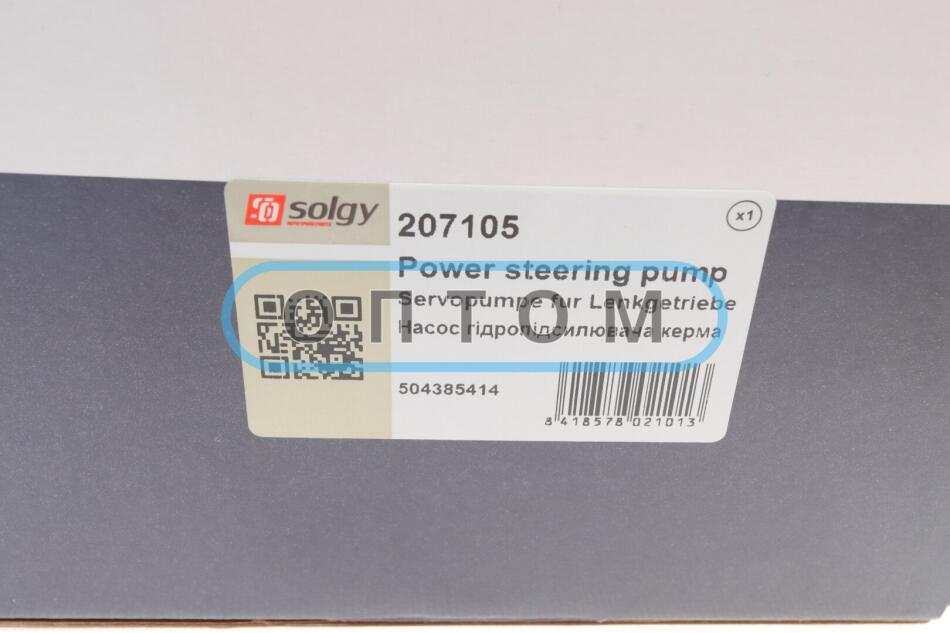 solgy
207105
x1
Power steering pump
Servopumpe fur Lenkgetriebe
Насос гідропідсилювача керма
ОПТОМ
504385414
8 418578 021013